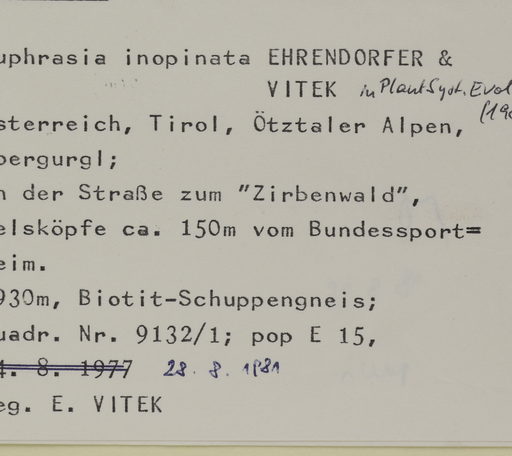 uphrasia inopinata EHRENDORFER &
VITEK in Plant Syst. Evol
sterreich, Tirol, Ötztaler Alpen,
bergurgl;
n der Straße zum "Zirbenwald",
elsköpfe ca. 150m vom Bundessport=
eim.
930m, Biotit-Schuppengneis;
uadr. Nr. 9132/1; pop E 15,
4. 8. 1977 28. 8. 1981
eg. E. VITEK